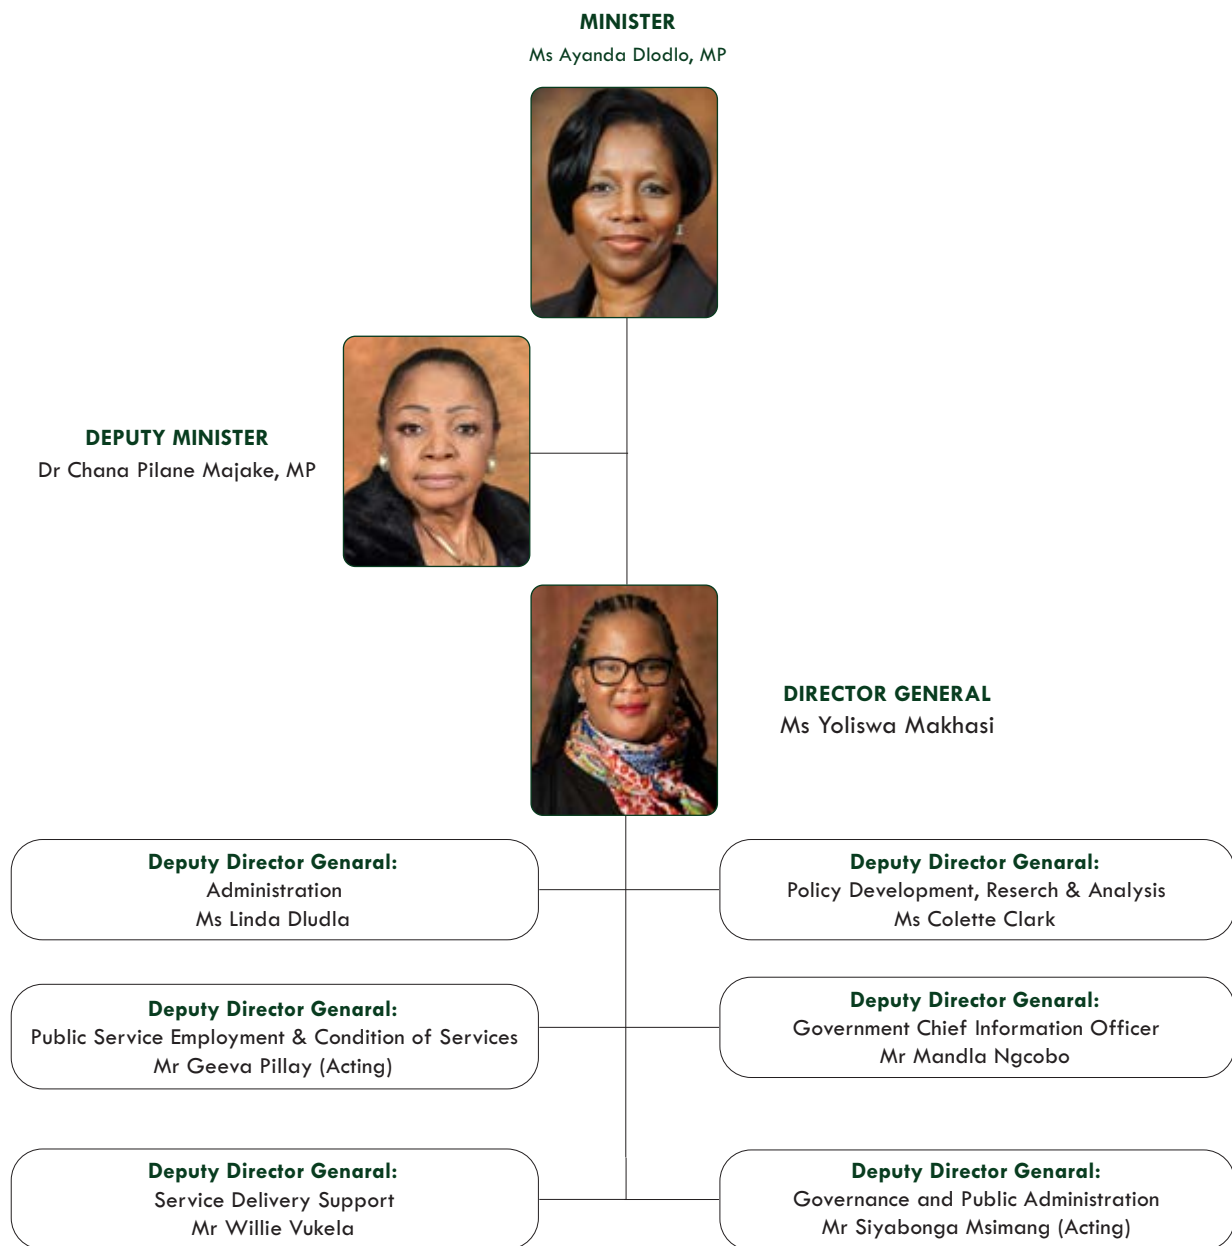 MINISTER
Ms Ayanda Dlodlo, MP
DEPUTY MINISTER
Dr Chana Pilane Majake, MP
DIRECTOR GENERAL
Ms Yoliswa Makhasi
Deputy Director Genaral:
Administration
Ms Linda Dludla
Deputy Director Genaral:
Policy Development, Reserch & Analysis
Ms Colette Clark
Deputy Director Genaral:
Public Service Employment & Condition of Services
Mr Geeva Pillay (Acting)
Deputy Director Genaral:
Government Chief Information Officer
Mr Mandla Ngcobo
Deputy Director Genaral:
Service Delivery Support
Mr Willie Vukela
Deputy Director Genaral:
Governance and Public Administration
Mr Siyabonga Msimang (Acting)